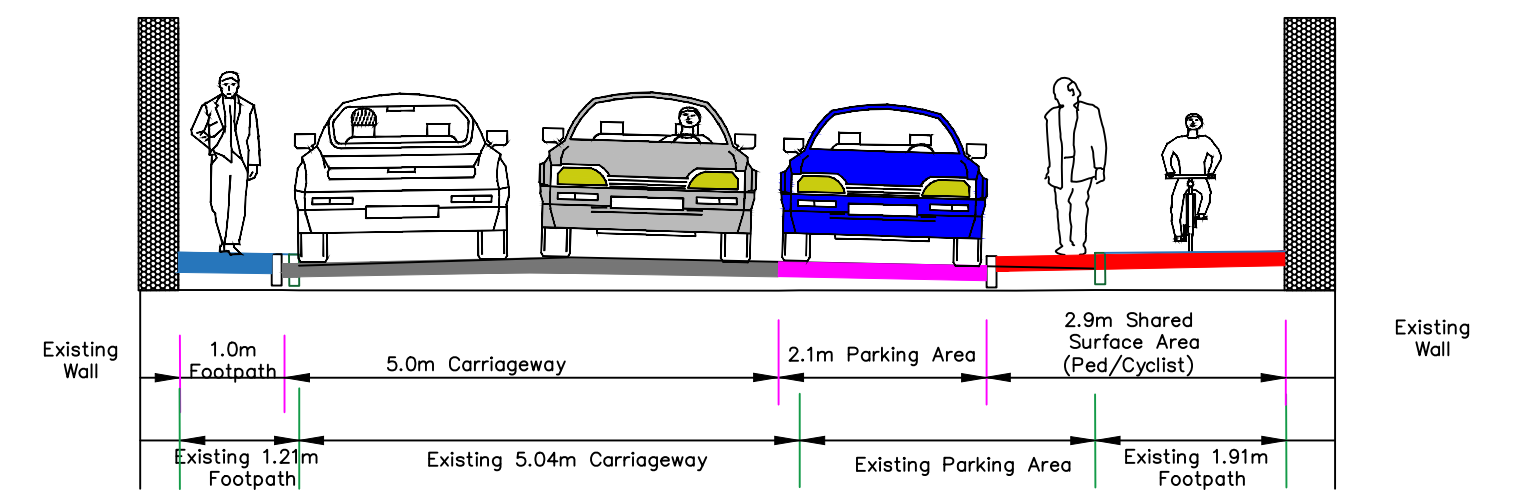 Existing
Wall
1.0m
Footpath
5.0m Carriageway
2.1m Parking Area
2.9m Shared
Surface Area
(Ped/Cyclist)
Existing
Wall
Existing 1.21m
Footpath
Existing 5.04m Carriageway
Existing Parking Area
Existing 1.91m
Footpath